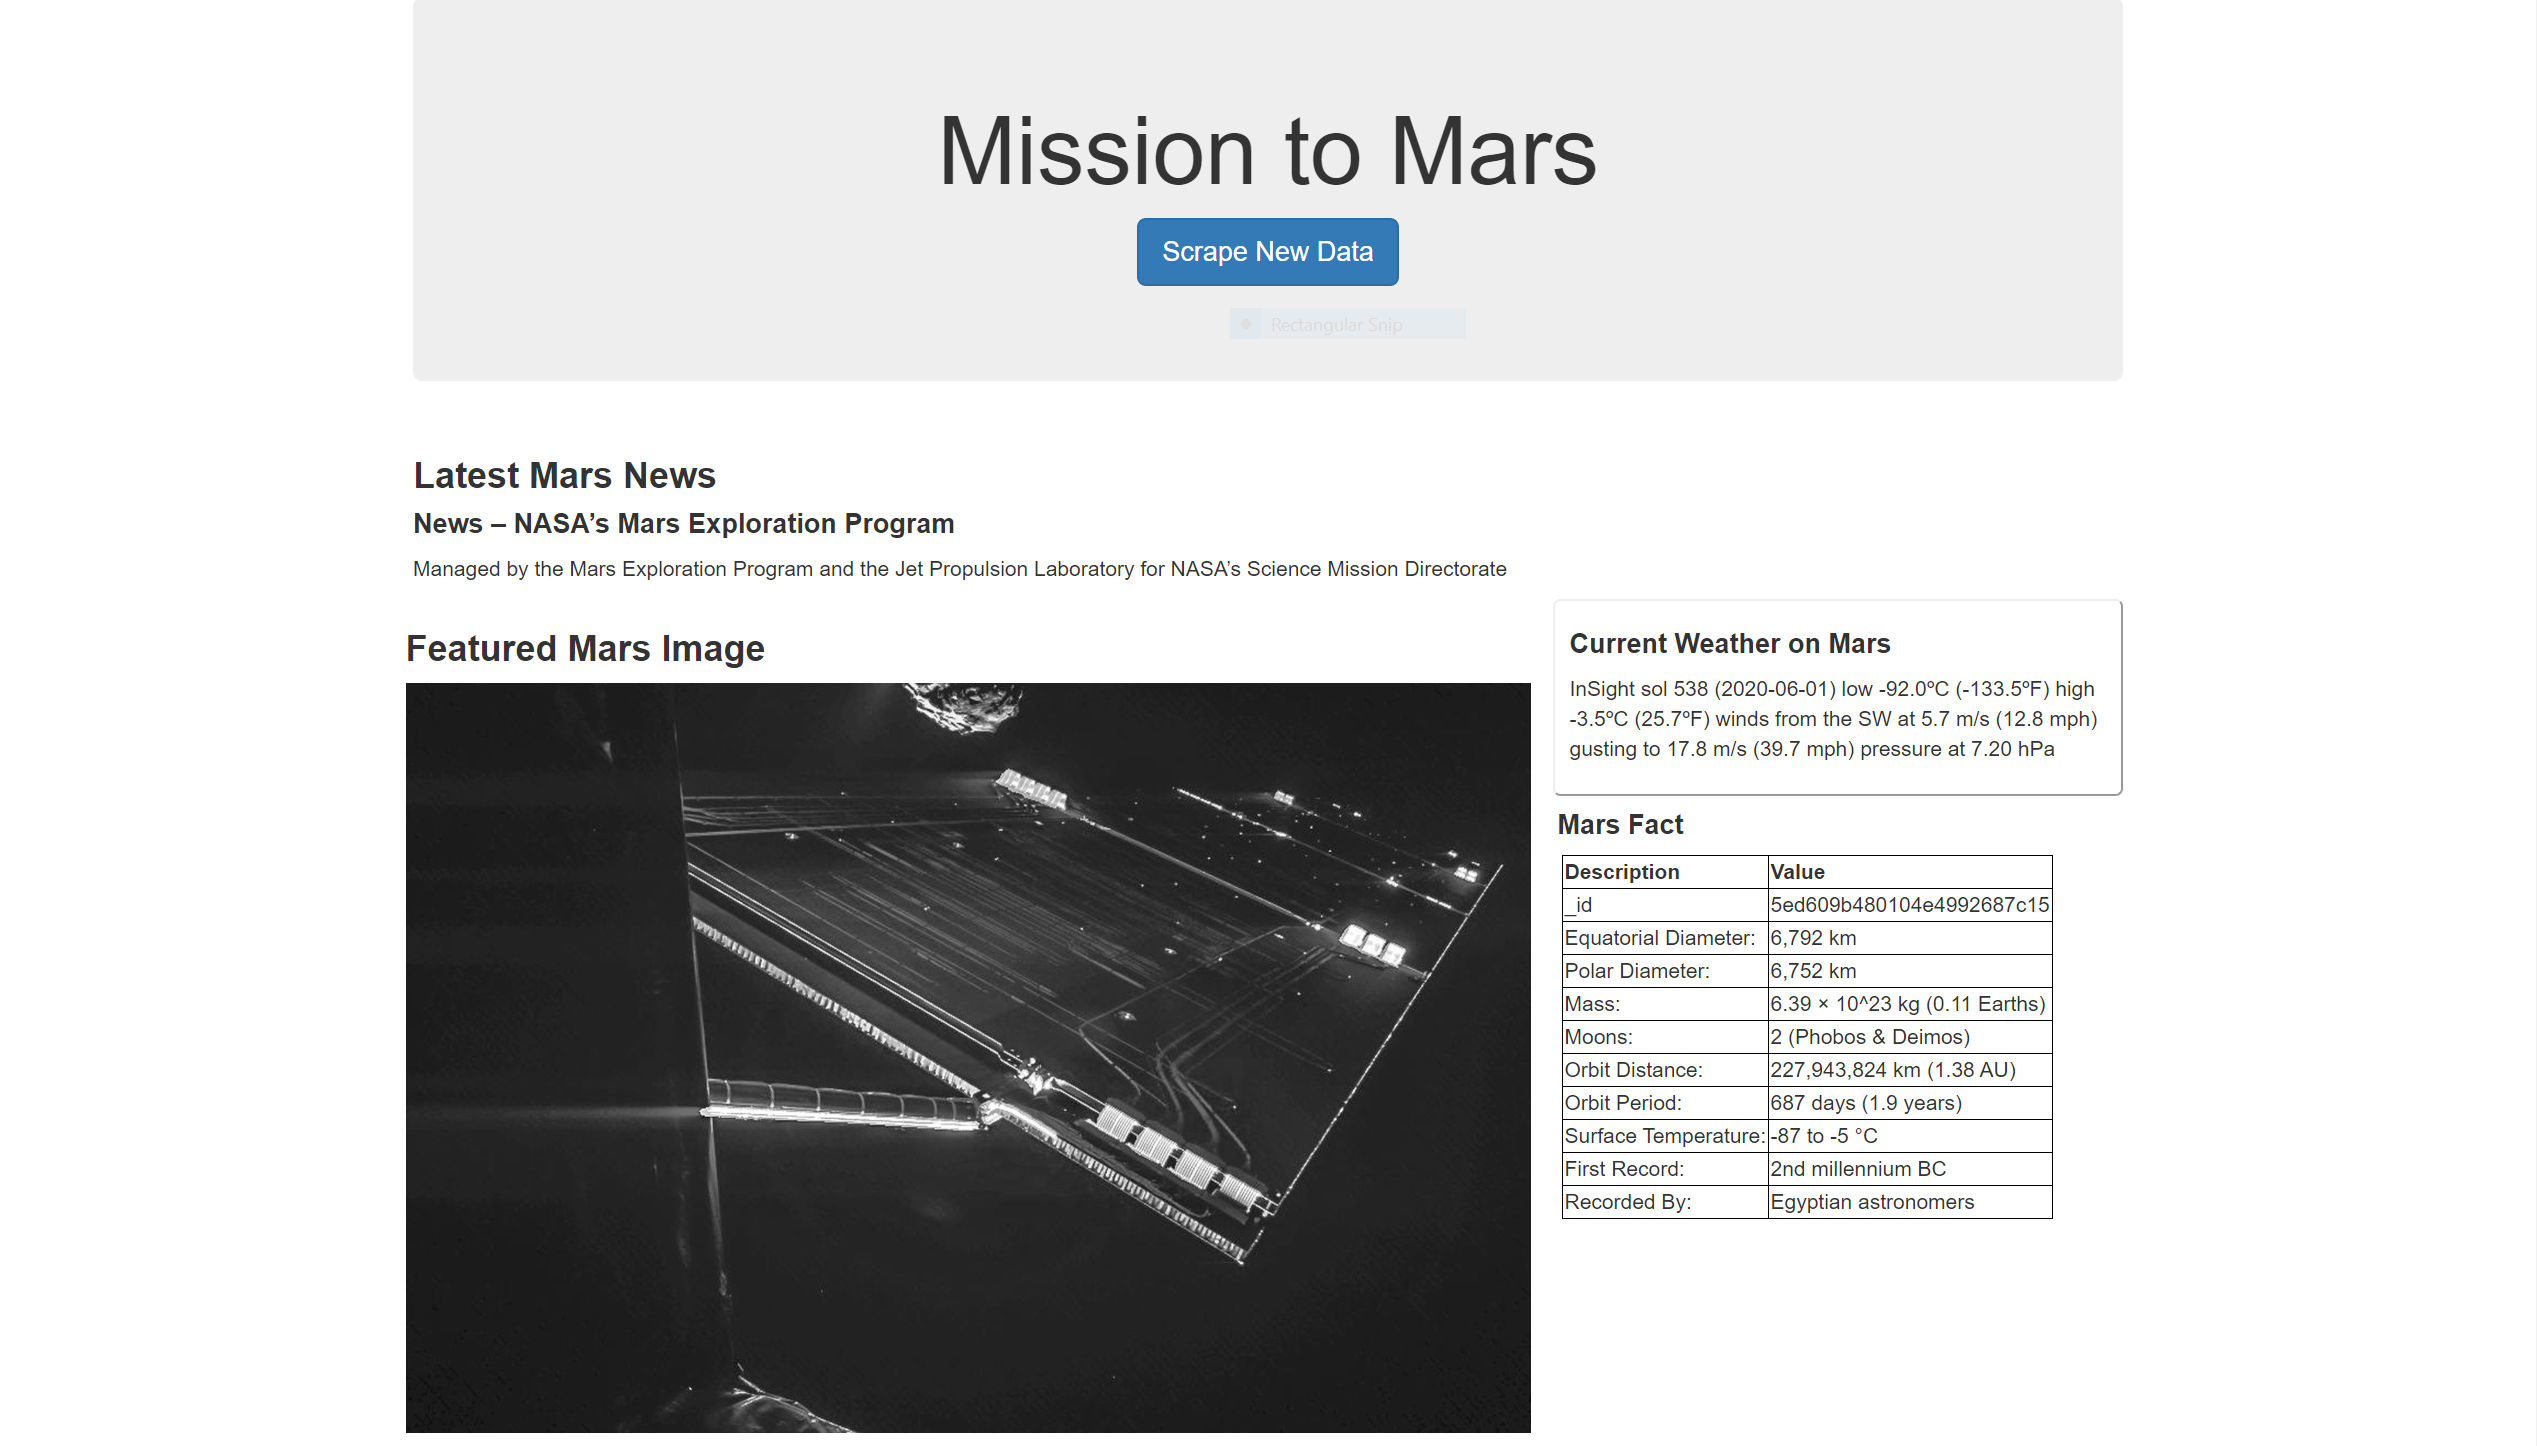 Mission to Mars
Scrape New Data
Rectangular Snip
Latest Mars News
News – NASA’s Mars Exploration Program
Managed by the Mars Exploration Program and the Jet Propulsion Laboratory for NASA’s Science Mission Directorate
Featured Mars Image
Current Weather on Mars
InSight sol 538 (2020-06-01) low -92.0ºC (-133.5ºF) high
-3.5ºC (25.7ºF) winds from the SW at 5.7 m/s (12.8 mph)
gusting to 17.8 m/s (39.7 mph) pressure at 7.20 hPa
Mars Fact
Description Value
_id 5ed609b480104e4992687c15
Equatorial Diameter: 6,792 km
Polar Diameter: 6,752 km
Mass: 6.39 × 10^23 kg (0.11 Earths)
Moons: 2 (Phobos & Deimos)
Orbit Distance: 227,943,824 km (1.38 AU)
Orbit Period: 687 days (1.9 years)
Surface Temperature: -87 to -5 °C
First Record: 2nd millennium BC
Recorded By: Egyptian astronomers